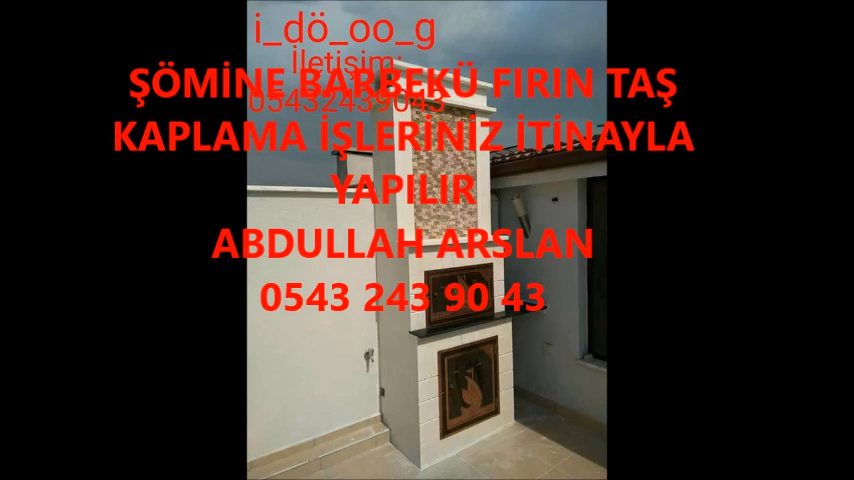 i_dö_oo_g
İletişim:
05432439043
ŞÖMİNE BARBEKÜ FIRIN TAŞ
KAPLAMA İŞLERİNİZ İTİNAYLA
YAPILIR
ABDULLAH ARSLAN
0543 243 90 43